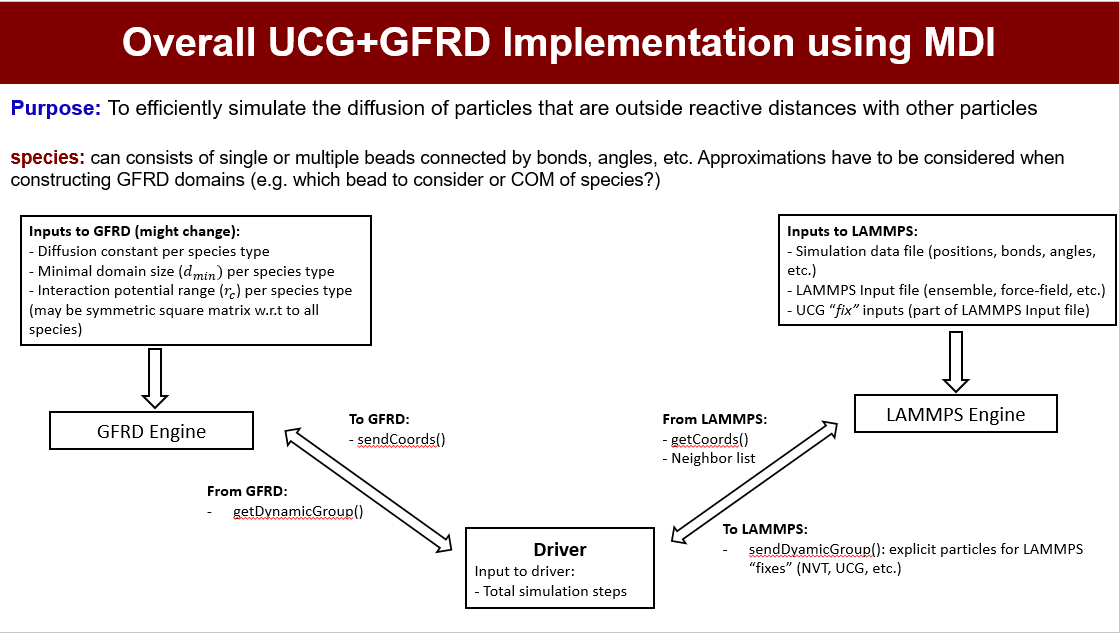 Overall UCG+GFRD Implementation using MDI
Purpose: To efficiently simulate the diffusion of particles that are outside reactive distances with other particles
species: can consists of single or multiple beads connected by bonds, angles, etc. Approximations have to be considered when
constructing GFRD domains (e.g. which bead to consider or COM of species?)
Inputs to GFRD (might change):
- Diffusion constant per species type
- Minimal domain size (d_min) per species type
- Interaction potential range (r_c) per species type
(may be symmetric square matrix w.r.t to all
species)
Inputs to LAMMPS:
- Simulation data file (positions, bonds, angles,
etc.)
- LAMMPS Input file (ensemble, force-field, etc.)
- UCG “fix” inputs (part of LAMMPS Input file)
GFRD Engine
LAMMPS Engine
To GFRD:
- sendCoords()
From LAMMPS:
- getCoords()
- Neighbor list
From GFRD:
- getDynamicGroup()
To LAMMPS:
- sendDyamicGroup(): explicit particles for LAMMPS
“fixes” (NVT, UCG, etc.)
Driver
Input to driver:
- Total simulation steps